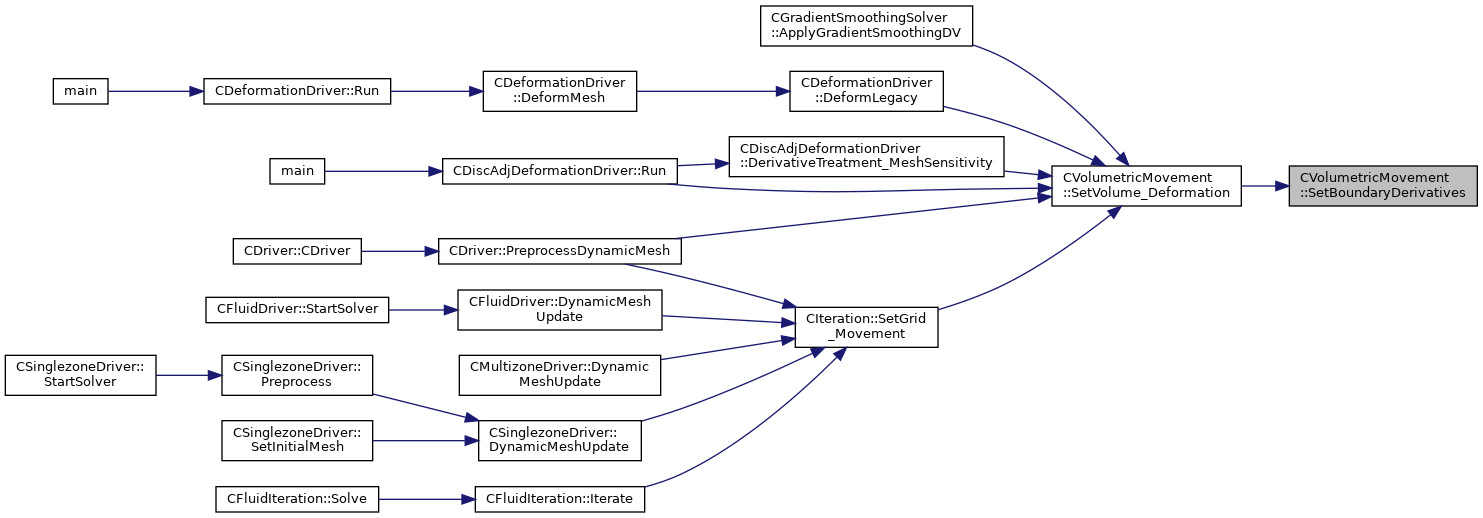 CGradientSmoothingSolver
::ApplyGradientSmoothingDV
main
CDeformationDriver::Run
CDeformationDriver
::DeformMesh
CDeformationDriver
::DeformLegacy
CDiscAdjDeformationDriver
::DerivativeTreatment_MeshSensitivity
main
CDiscAdjDeformationDriver::Run
CVolumetricMovement
::SetVolume_Deformation
CVolumetricMovement
::SetBoundaryDerivatives
CDriver::CDriver
CDriver::PreprocessDynamicMesh
CFluidDriver::StartSolver
CFluidDriver::DynamicMesh
Update
CIteration::SetGrid
_Movement
CSinglezoneDriver::
StartSolver
CSinglezoneDriver::
Preprocess
CMultizoneDriver::Dynamic
MeshUpdate
CSinglezoneDriver::
SetInitialMesh
CSinglezoneDriver::
DynamicMeshUpdate
CFluidIteration::Solve
CFluidIteration::Iterate